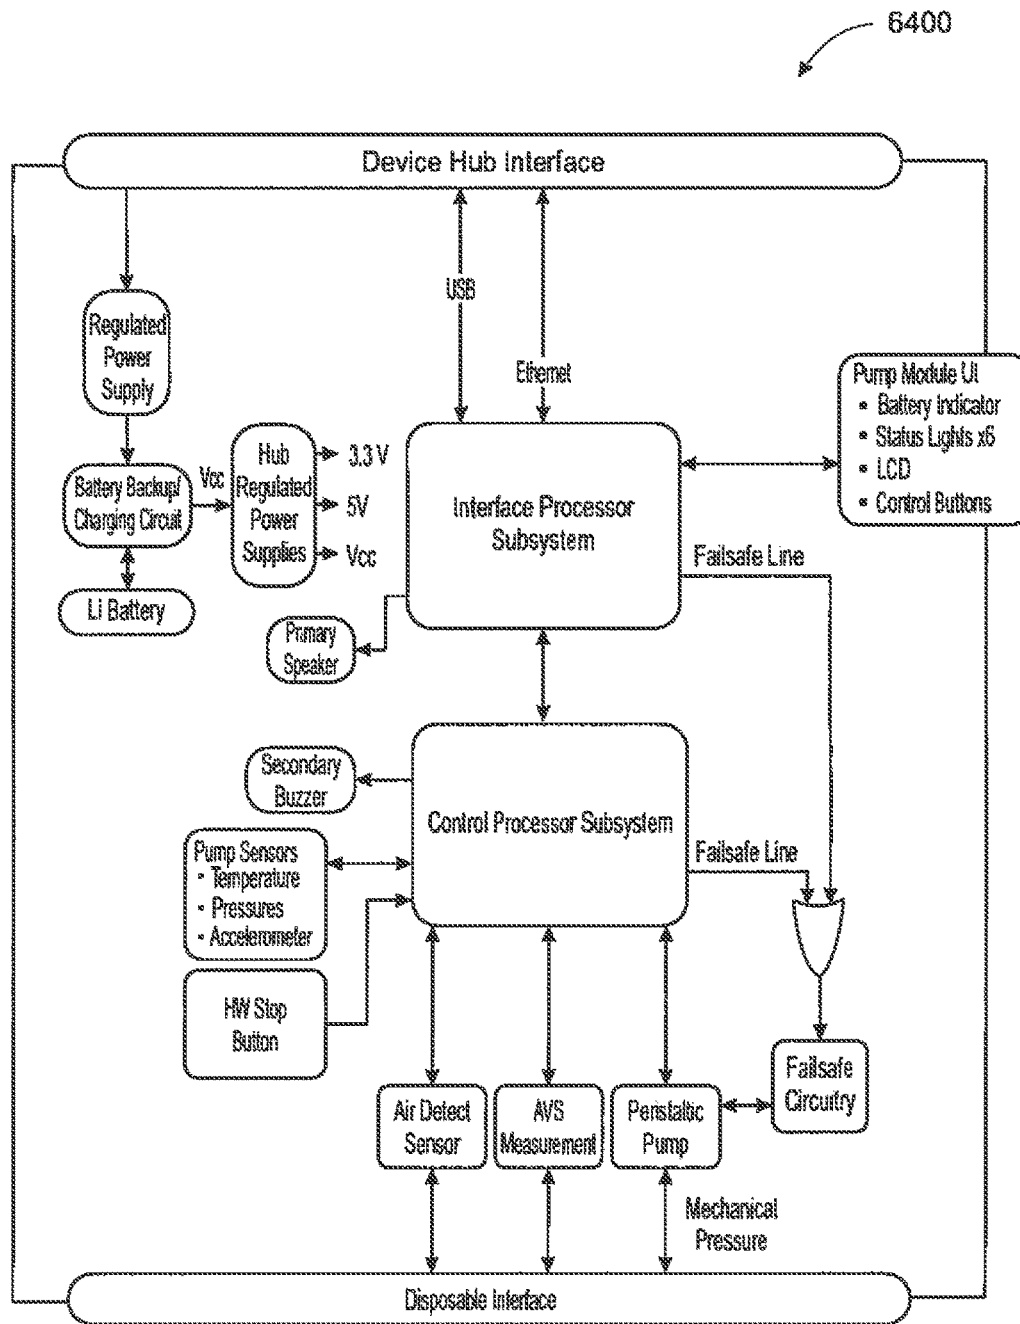 6400
Device Hub Interface
USB
Ethernet
Regulated
Power
Supply
Pump Module UI
▪ Battery Indicator
▪ Status Lights x6
▪ LCD
▪ Control Buttons
Battery Backup/
Charging Circuit
Vcc
Hub
Regulated
Power
Supplies
3.3 V
5V
Vcc
Li Battery
Interface Processor
Subsystem
Failsafe Line
Primary
Speaker
Secondary
Buzzer
Control Processor Subsystem
Failsafe Line
Pump Sensors
• Temperature
• Pressures
• Accelerometer
HW Stop
Button
Air Detect
Sensor
AVS
Measurement
Peristaltic
Pump
Failsafe
Circuitry
Mechanical
Pressure
Disposable Interface